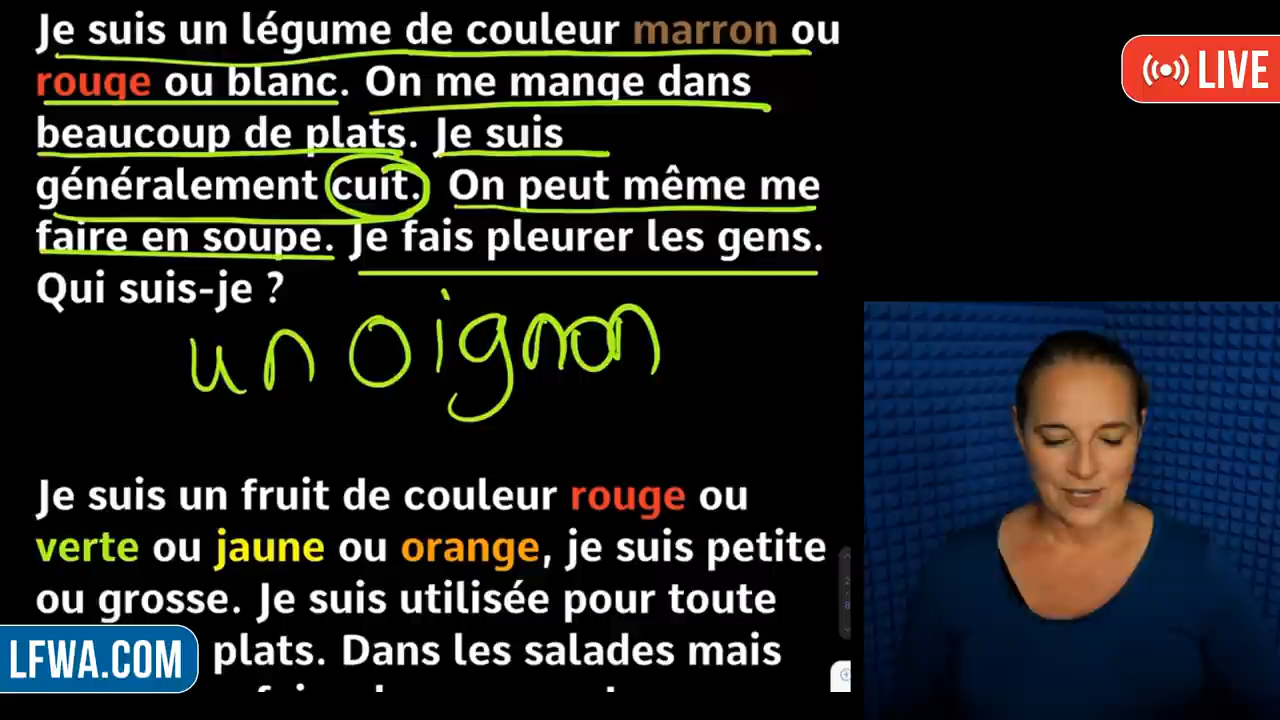 Je suis un légume de couleur marron ou
rouge ou blanc. On me mange dans
beaucoup de plats. Je suis
généralement cuit. On peut même me
faire en soupe. Je fais pleurer les gens.
Qui suis-je ?
un oignon
Je suis un fruit de couleur rouge ou
verte ou jaune ou orange, je suis petite
ou grosse. Je suis utilisée pour toute
plats. Dans les salades mais
LIVE
LFWA.COM